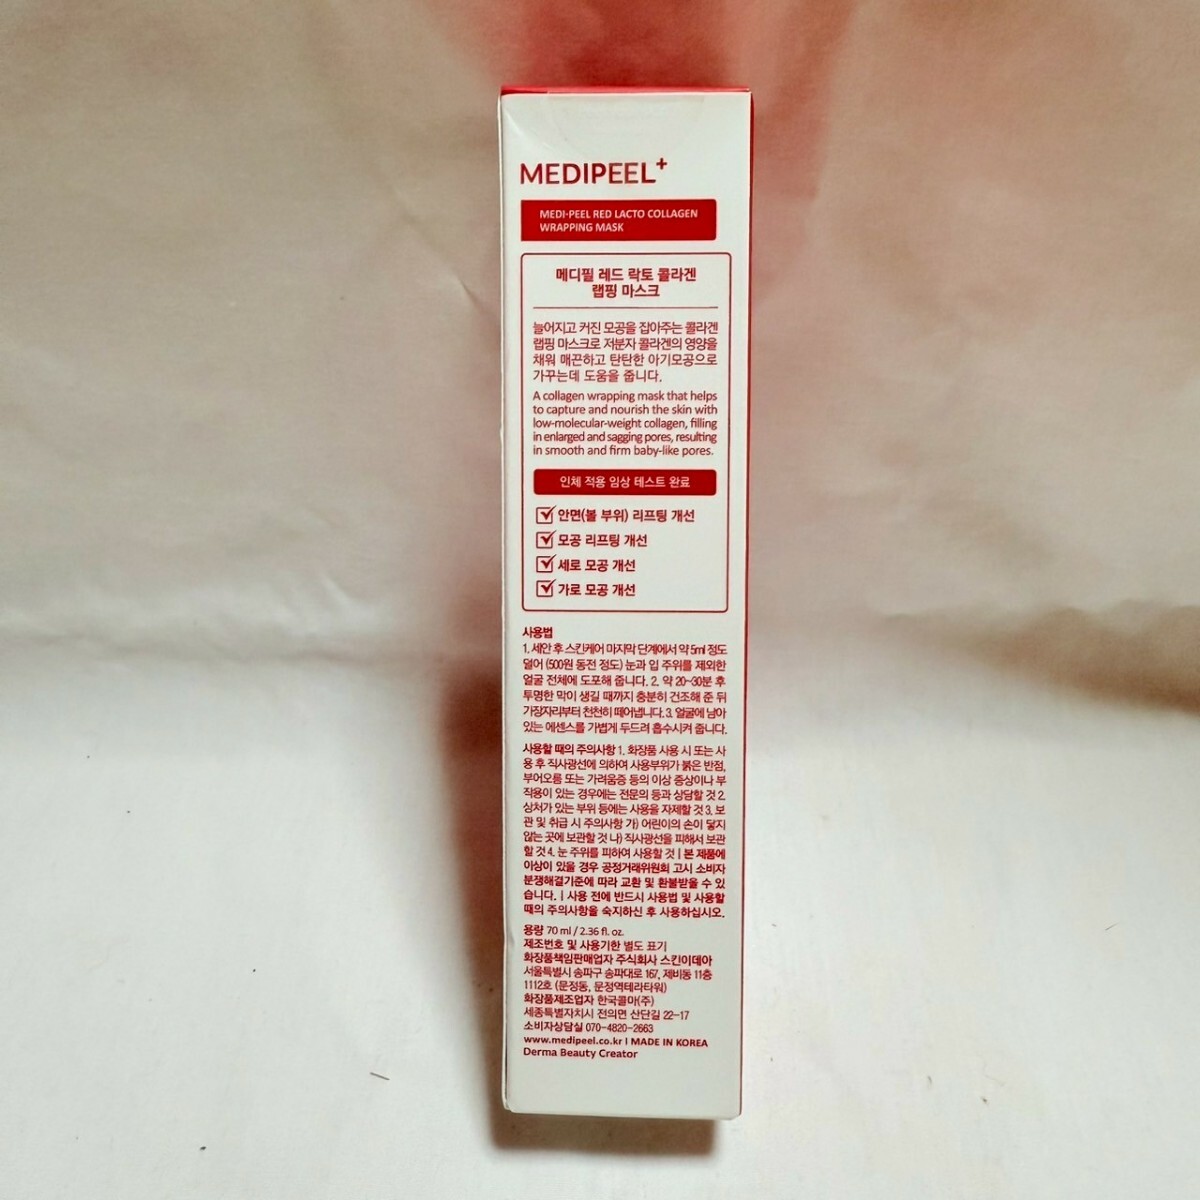 MEDIPEEL+
MEDI-PEEL RED LACTO COLLAGEN
WRAPPING MASK
메디필 레드 락토 콜라겐
랩핑 마스크
늘어지고 커진 모공을 잡아주는 콜라겐
랩핑 마스크로 저분자 콜라겐의 영양을
채워 매끈하고 탄탄한 아기모공으로
가꾸는데 도움을 줍니다.
A collagen wrapping mask that helps
to capture and nourish the skin with
low-molecular-weight collagen, filling
in enlarged and sagging pores, resulting
in smooth and firm baby-like pores.
인체 적용 임상 테스트 완료
안면(볼 부위) 리프팅 개선
모공 리프팅 개선
세로 모공 개선
가로 모공 개선
사용법
1. 세안 후 스킨케어 마지막 단계에서 약 5ml 정도
덜어 (500원 동전 정도) 눈과 입 주위를 제외한
얼굴 전체에 도포해 줍니다. 2. 약 20~30분 후
투명한 막이 생길 때까지 충분히 건조해 준 뒤
가장자리부터 천천히 떼어냅니다. 3. 얼굴에 남아
있는 에센스를 가볍게 두드려 흡수시켜 줍니다.
사용할 때의 주의사항 1. 화장품 사용 시 또는 사
용 후 직사광선에 의하여 사용부위가 붉은 반점,
부어오름 또는 가려움증 등의 이상 증상이나 부
작용이 있는 경우에는 전문의 등과 상담할 것 2.
상처가 있는 부위 등에는 사용을 자제할 것 3. 보
관 및 취급 시 주의사항 가) 어린이의 손이 닿지
않는 곳에 보관할 것 나) 직사광선을 피해서 보관
할 것 4. 눈 주위를 피하여 사용할 것 | 본 제품에
이상이 있을 경우 공정거래위원회 고시 소비자
분쟁해결기준에 따라 교환 및 환불받을 수 있
습니다. | 사용 전에 반드시 사용법 및 사용할
때의 주의사항을 숙지하신 후 사용하십시오.
용량 70 ml / 2.36 fl. oz.
제조번호 및 사용기한 별도 표기
화장품책임판매업자 주식회사 스킨이데아
서울특별시 송파구 송파대로 167, 제비동 11층
1112호 (문정동, 문정역테라타워)
화장품제조업자 한국콜마(주)
세종특별자치시 전의면 산단길 22-17
소비자상담실 070-4820-2663
www.medipeel.co.kr | MADE IN KOREA
Derma Beauty Creator